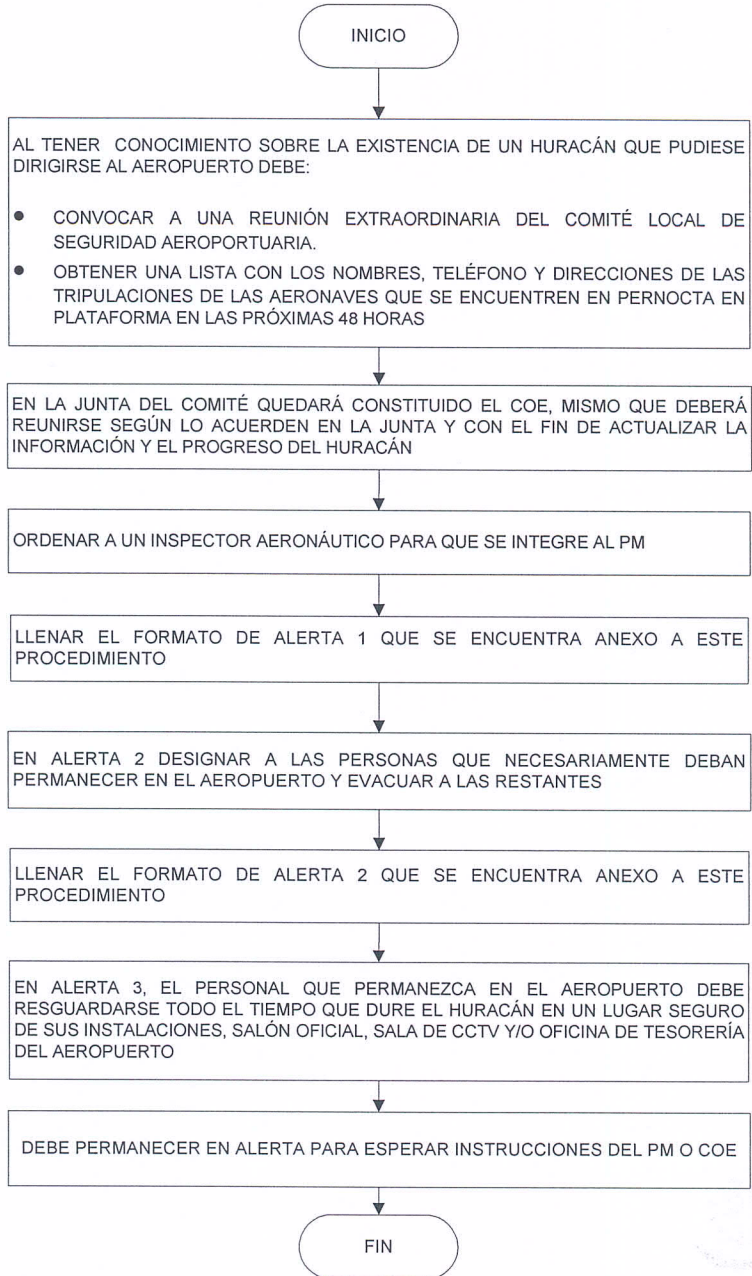 INICIO
AL TENER CONOCIMIENTO SOBRE LA EXISTENCIA DE UN HURACÁN QUE PUDIESE
DIRIGIRSE AL AEROPUERTO DEBE:
● CONVOCAR A UNA REUNIÓN EXTRAORDINARIA DEL COMITÉ LOCAL DE
SEGURIDAD AEROPORTUARIA.
● OBTENER UNA LISTA CON LOS NOMBRES, TELÉFONO Y DIRECCIONES DE LAS
TRIPULACIONES DE LAS AERONAVES QUE SE ENCUENTREN EN PERNOCTA EN
PLATAFORMA EN LAS PRÓXIMAS 48 HORAS
EN LA JUNTA DEL COMITÉ QUEDARÁ CONSTITUIDO EL COE, MISMO QUE DEBERÁ
REUNIRSE SEGÚN LO ACUERDEN EN LA JUNTA Y CON EL FIN DE ACTUALIZAR LA
INFORMACIÓN Y EL PROGRESO DEL HURACÁN
ORDENAR A UN INSPECTOR AERONÁUTICO PARA QUE SE INTEGRE AL PM
LLENAR EL FORMATO DE ALERTA 1 QUE SE ENCUENTRA ANEXO A ESTE
PROCEDIMIENTO
EN ALERTA 2 DESIGNAR A LAS PERSONAS QUE NECESARIAMENTE DEBAN
PERMANECER EN EL AEROPUERTO Y EVACUAR A LAS RESTANTES
LLENAR EL FORMATO DE ALERTA 2 QUE SE ENCUENTRA ANEXO A ESTE
PROCEDIMIENTO
EN ALERTA 3, EL PERSONAL QUE PERMANEZCA EN EL AEROPUERTO DEBE
RESGUARDARSE TODO EL TIEMPO QUE DURE EL HURACÁN EN UN LUGAR SEGURO
DE SUS INSTALACIONES, SALÓN OFICIAL, SALA DE CCTV Y/O OFICINA DE TESORERÍA
DEL AEROPUERTO
DEBE PERMANECER EN ALERTA PARA ESPERAR INSTRUCCIONES DEL PM O COE
FIN